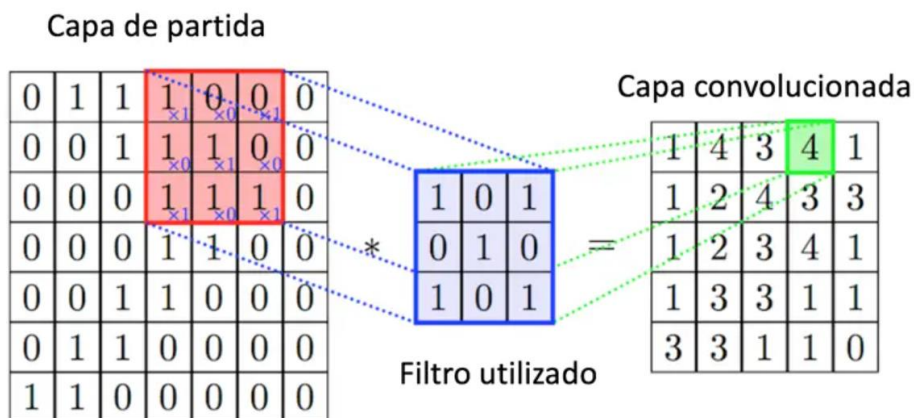 Capa de partida
0 1 1 1 0 0 0
×1 ×0 ×1
0 0 1 1 1 0 0
×0 ×1 ×0
0 0 0 1 1 1 0
×1 ×0 ×1
0 0 0 1 1 0 0
0 0 1 1 0 0 0
0 1 1 0 0 0 0
1 1 0 0 0 0 0
*
1 0 1
0 1 0
1 0 1
Filtro utilizado
=
Capa convolucionada
1 4 3 4 1
1 2 4 3 3
1 2 3 4 1
1 3 3 1 1
3 3 1 1 0